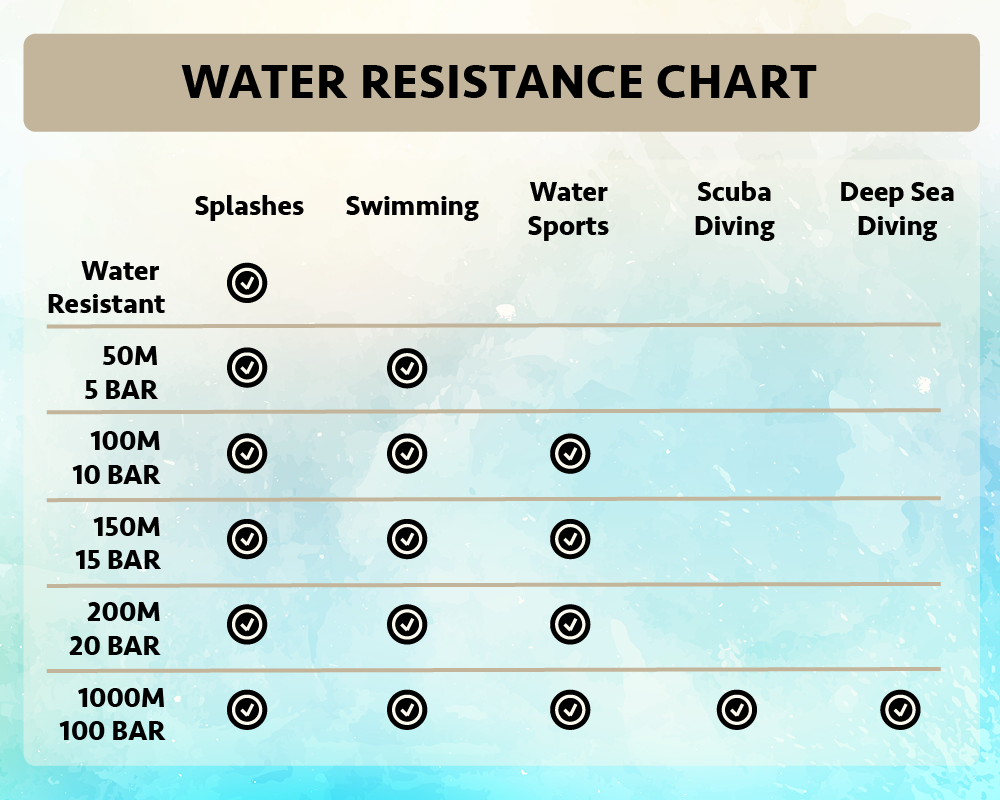 WATER RESISTANCE CHART
Splashes
Swimming
Water
Sports
Scuba
Diving
Deep Sea
Diving
Water
Resistant
50M
5 BAR
100M
10 BAR
150M
15 BAR
200M
20 BAR
1000M
100 BAR